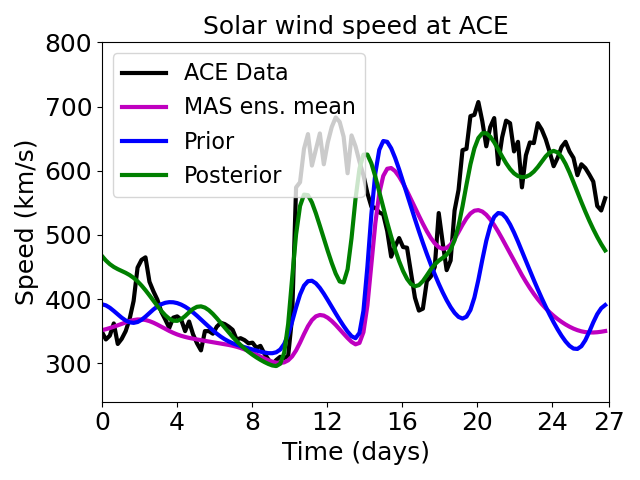 Solar wind speed at ACE
800
700
600
500
400
300
Speed (km/s)
ACE Data
MAS ens. mean
Prior
Posterior
0 4 8 12 16 20 24 27
Time (days)